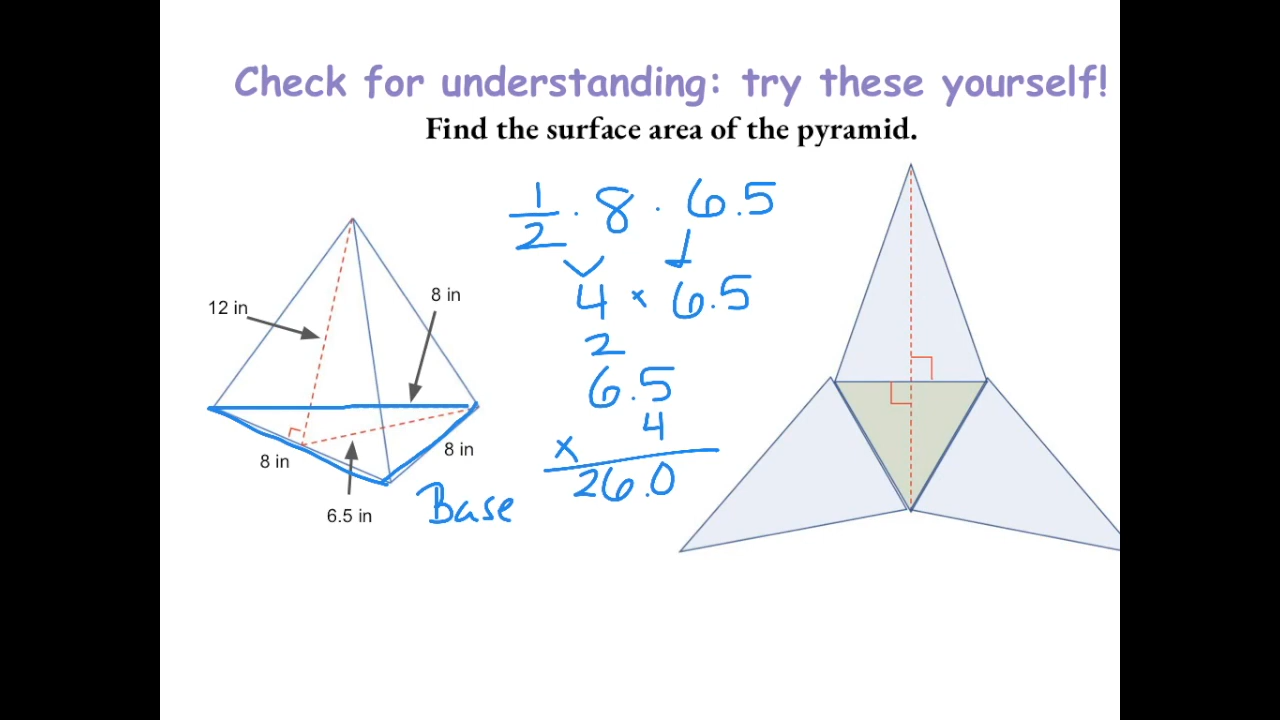 Check for understanding: try these yourself!
Find the surface area of the pyramid.
1/2 · 8 · 6.5
4 × 6.5
2
6.5
× 4
26.0
12 in
8 in
8 in
8 in
6.5 in
Base